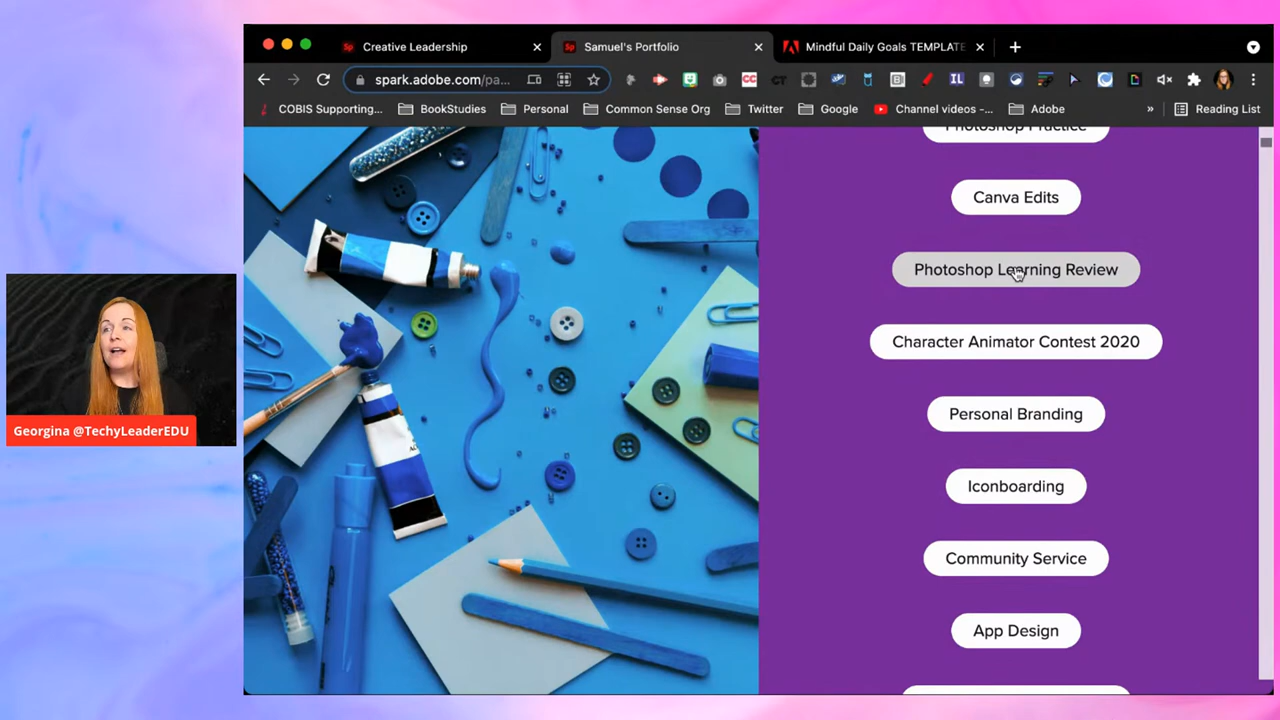 Creative Leadership
Samuel's Portfolio
Mindful Daily Goals TEMPLATE
spark.adobe.com/pa...
COBIS Supporting...
BookStudies
Personal
Common Sense Org
Twitter
Google
Channel videos -...
Adobe
»
Reading List
Photoshop Practice
Canva Edits
Photoshop Learning Review
Character Animator Contest 2020
Personal Branding
Iconboarding
Community Service
App Design
Georgina @TechyLeaderEDU